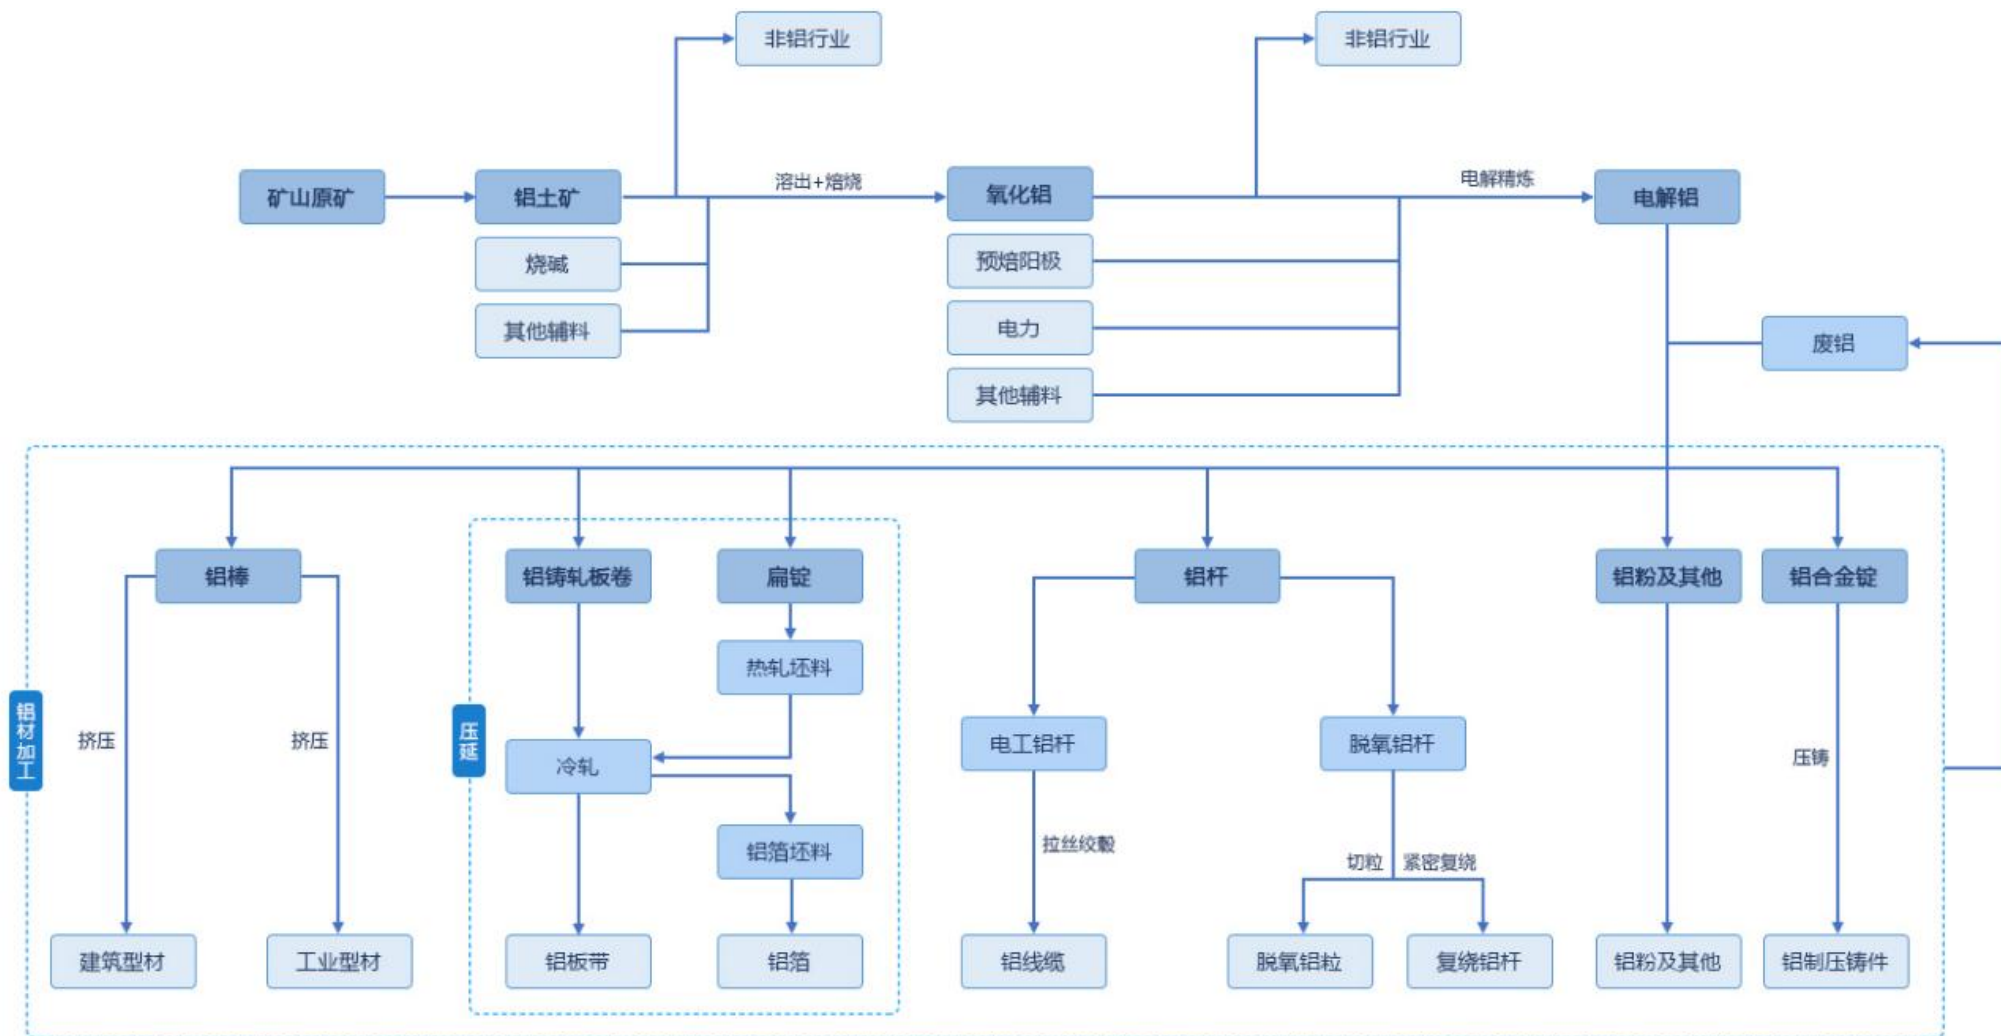 非铝行业
非铝行业
矿山原矿
铝土矿
溶出+焙烧
氧化铝
电解精炼
电解铝
烧碱
预焙阳极
其他辅料
电力
废铝
其他辅料
铝棒
铝铸轧板卷
扁锭
铝杆
铝粉及其他
铝合金锭
热轧坯料
铝材加工
挤压
挤压
压延
冷轧
电工铝杆
脱氧铝杆
压铸
铝箔坯料
拉丝绞毂
切粒
紧密复绕
建筑型材
工业型材
铝板带
铝箔
铝线缆
脱氧铝粒
复绕铝杆
铝粉及其他
铝制压铸件